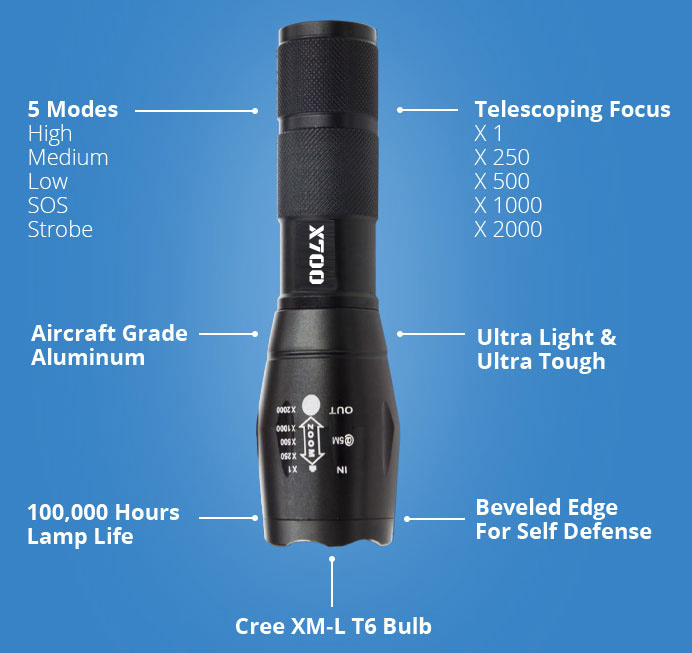 5 Modes
High
Medium
Low
SOS
Strobe
Telescoping Focus
X 1
X 250
X 500
X 1000
X 2000
X700
Aircraft Grade
Aluminum
Ultra Light &
Ultra Tough
OUT
@5M
IN
ZOOM
X2000
X1000
X500
X250
X1
100,000 Hours
Lamp Life
Beveled Edge
For Self Defense
Cree XM-L T6 Bulb